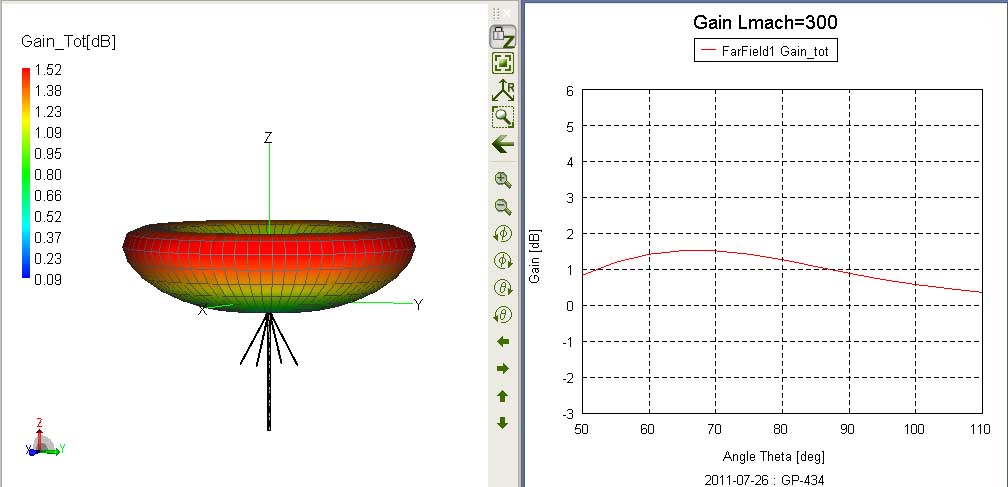 Gain_Tot[dB]
1.52
1.38
1.23
1.09
0.95
0.80
0.66
0.52
0.37
0.23
0.09
Z
X
Y
Z
X
Y
Z
R
Φ
Φ
θ
θ
Gain Lmach=300
FarField1 Gain_tot
6
5
4
3
2
1
0
-1
-2
-3
Gain [dB]
50
60
70
80
90
100
110
Angle Theta [deg]
2011-07-26 : GP-434